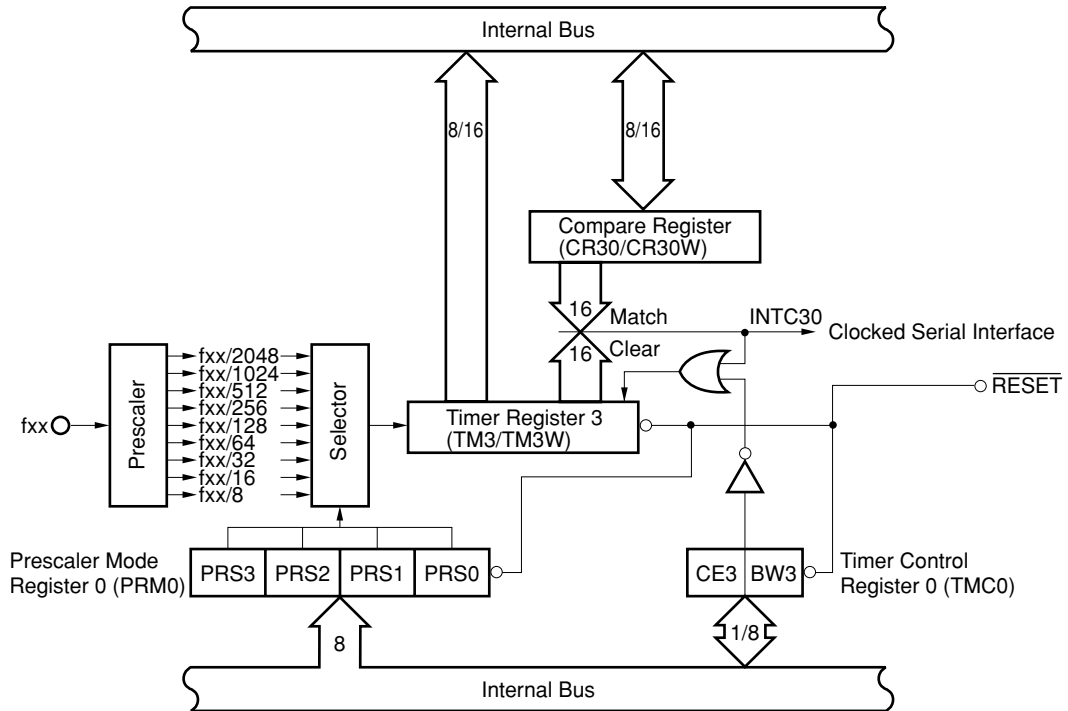 Internal Bus
8/16
8/16
Compare Register
(CR30/CR30W)
16
Match
INTC30
Clocked Serial Interface
16
Clear
RESET
fxx
Prescaler
fxx/2048
fxx/1024
fxx/512
fxx/256
fxx/128
fxx/64
fxx/32
fxx/16
fxx/8
Selector
Timer Register 3
(TM3/TM3W)
Prescaler Mode
Register 0 (PRM0)
PRS3
PRS2
PRS1
PRS0
CE3
BW3
Timer Control
Register 0 (TMC0)
8
1/8
Internal Bus